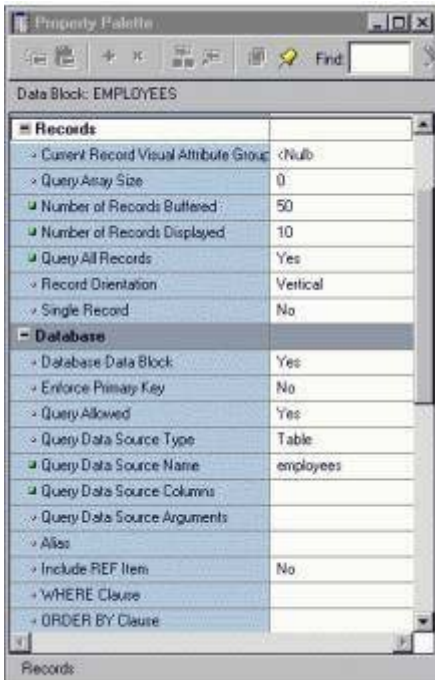 Property Palette
Find:
Data Block: EMPLOYEES
Records
Current Record Visual Attribute Group <Null>
Query Array Size 0
Number of Records Buffered 50
Number of Records Displayed 10
Query All Records Yes
Record Orientation Vertical
Single Record No
Database
Database Data Block Yes
Enforce Primary Key No
Query Allowed Yes
Query Data Source Type Table
Query Data Source Name employees
Query Data Source Columns
Query Data Source Arguments
Alias
Include REF Item No
WHERE Clause
ORDER BY Clause
Records